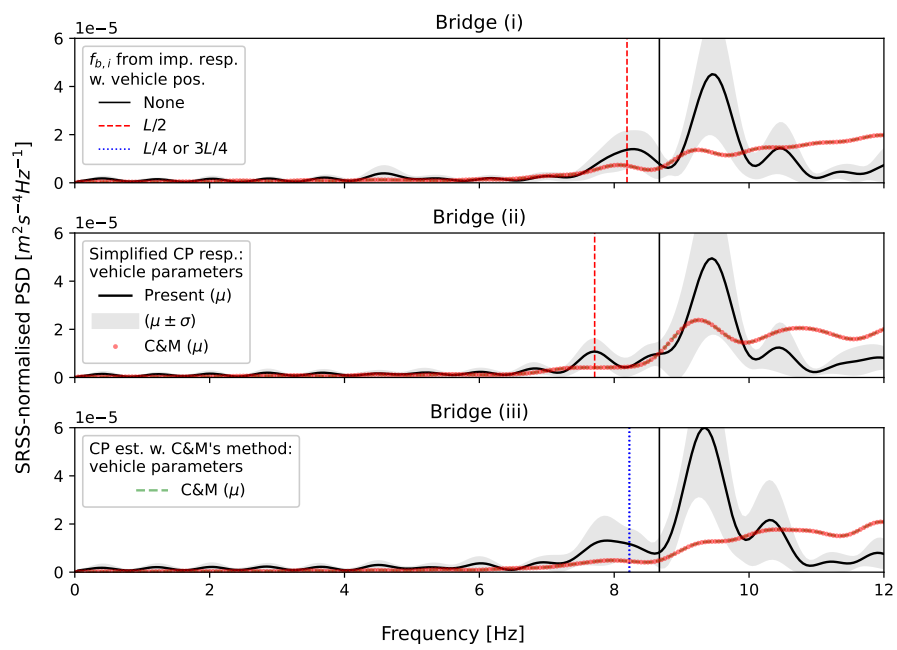 Bridge (i)
1e−5
6
4
2
0
f_{b,i} from imp. resp.
w. vehicle pos.
None
L/2
L/4 or 3L/4
Bridge (ii)
1e−5
6
4
2
0
Simplified CP resp.:
vehicle parameters
Present (μ)
(μ ± σ)
C&M (μ)
SRSS-normalised PSD [m²s⁻⁴Hz⁻¹]
Bridge (iii)
1e−5
6
4
2
0
CP est. w. C&M's method:
vehicle parameters
C&M (μ)
0 2 4 6 8 10 12
Frequency [Hz]